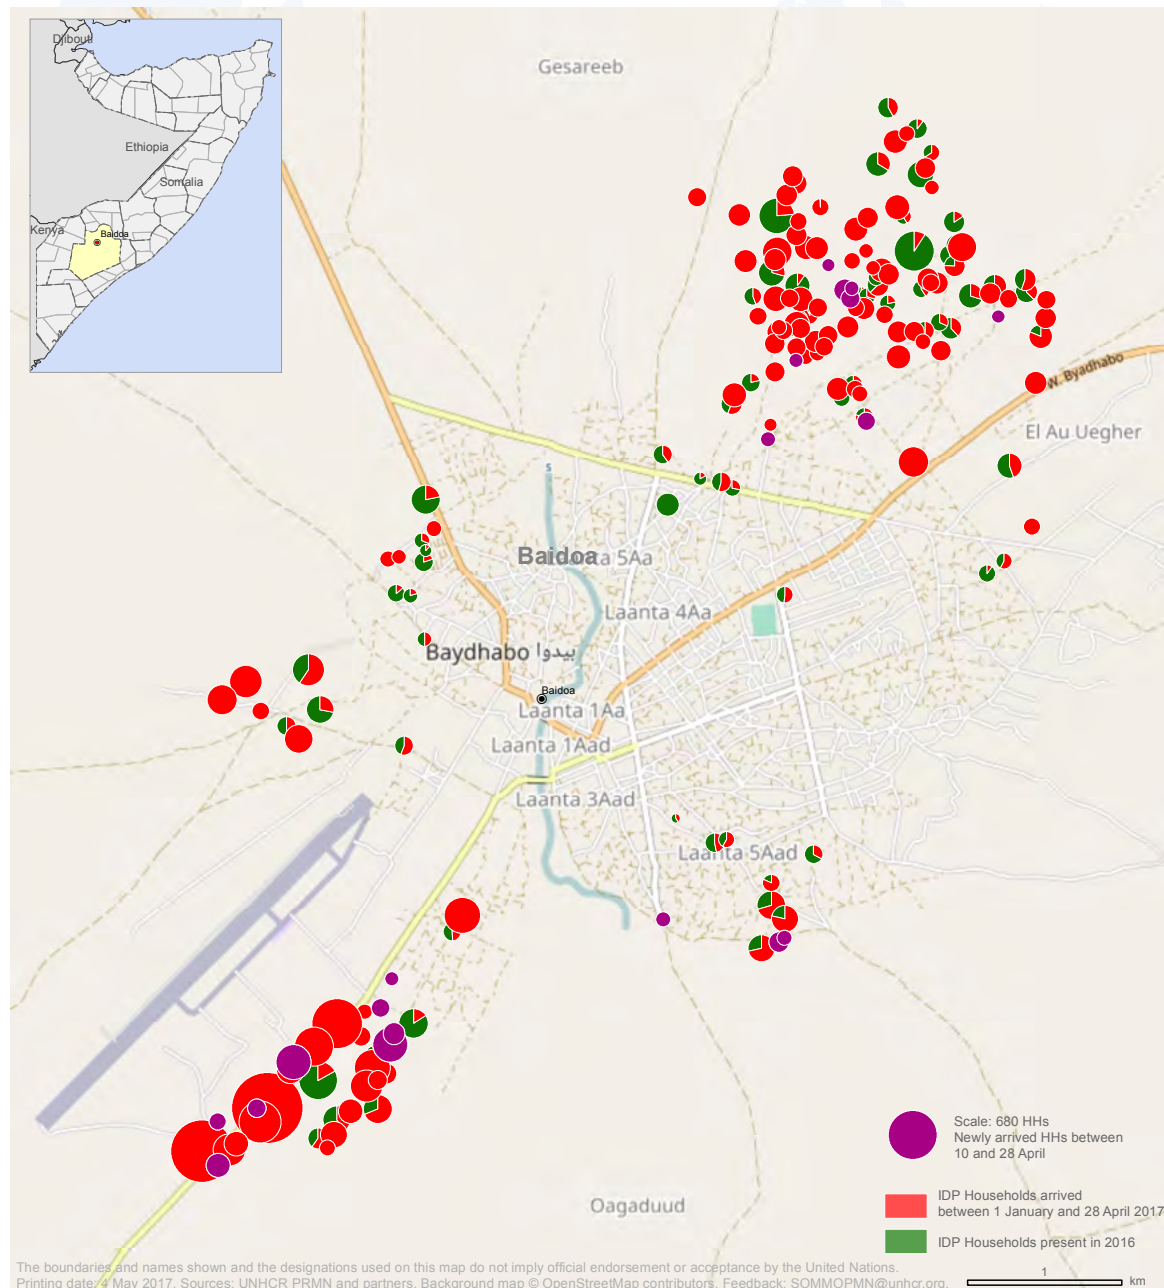 Djibouti
Ethiopia
Somalia
Kenya
Baidoa
Gesareeb
W. Byadhabo
El Au Uegher
s
Baidoa
Laanta 5Aa
Laanta 4Aa
Baydhabo بيدوا
Baidoa
Laanta 1Aa
Laanta 1Aad
Laanta 3Aad
Laanta 5Aad
Oagaduud
Scale: 680 HHs
Newly arrived HHs between
10 and 28 April
IDP Households arrived
between 1 January and 28 April 2017
IDP Households present in 2016
The boundaries and names shown and the designations used on this map do not imply official endorsement or acceptance by the United Nations.
Printing date: 4 May 2017. Sources: UNHCR PRMN and partners. Background map © OpenStreetMap contributors. Feedback: SOMMOPMN@unhcr.org.
1
km